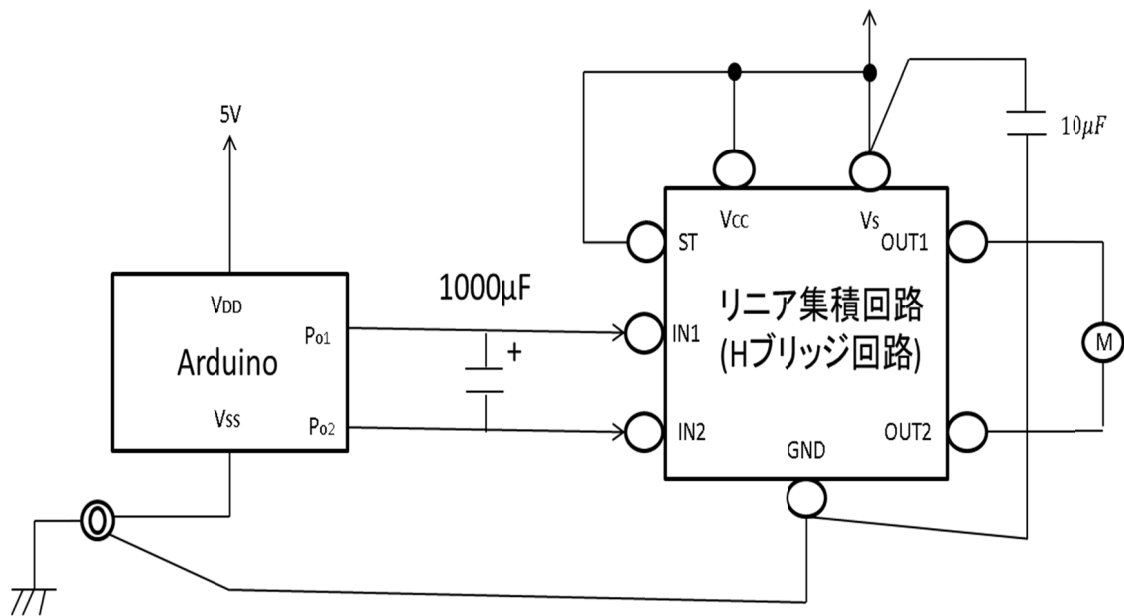 5V
VDD
Arduino
VSS
Po1
Po2
1000μF
+
ST
VCC
VS
OUT1
リニア集積回路
(Hブリッジ回路)
IN1
IN2
OUT2
GND
M
10μF